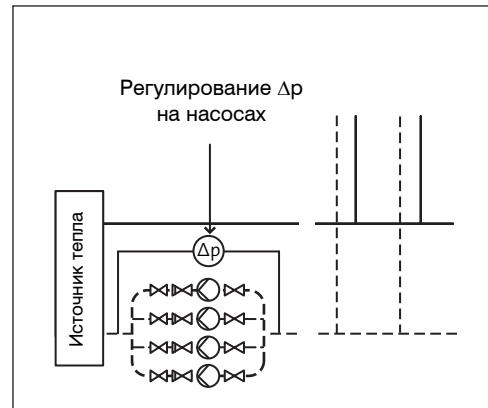 Регулирование Δp
на насосах
Источник тепла
Δp